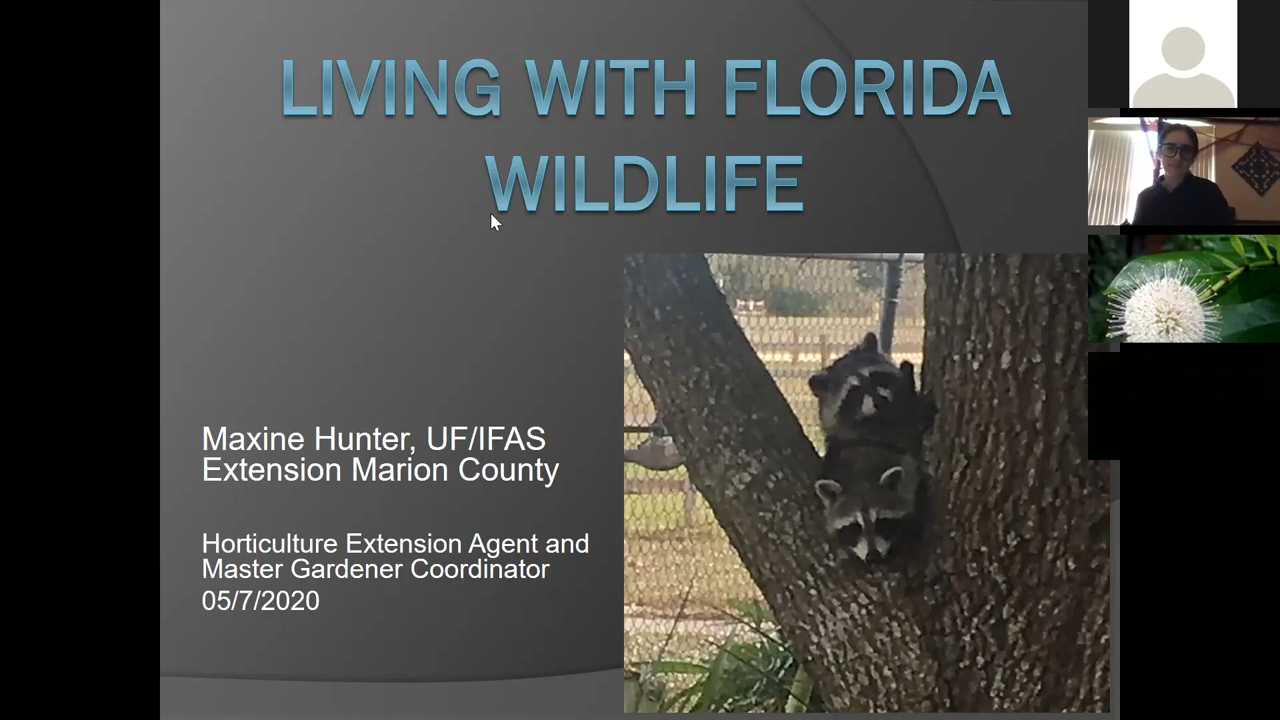 LIVING WITH FLORIDA
WILDLIFE
Maxine Hunter, UF/IFAS
Extension Marion County
Horticulture Extension Agent and
Master Gardener Coordinator
05/7/2020